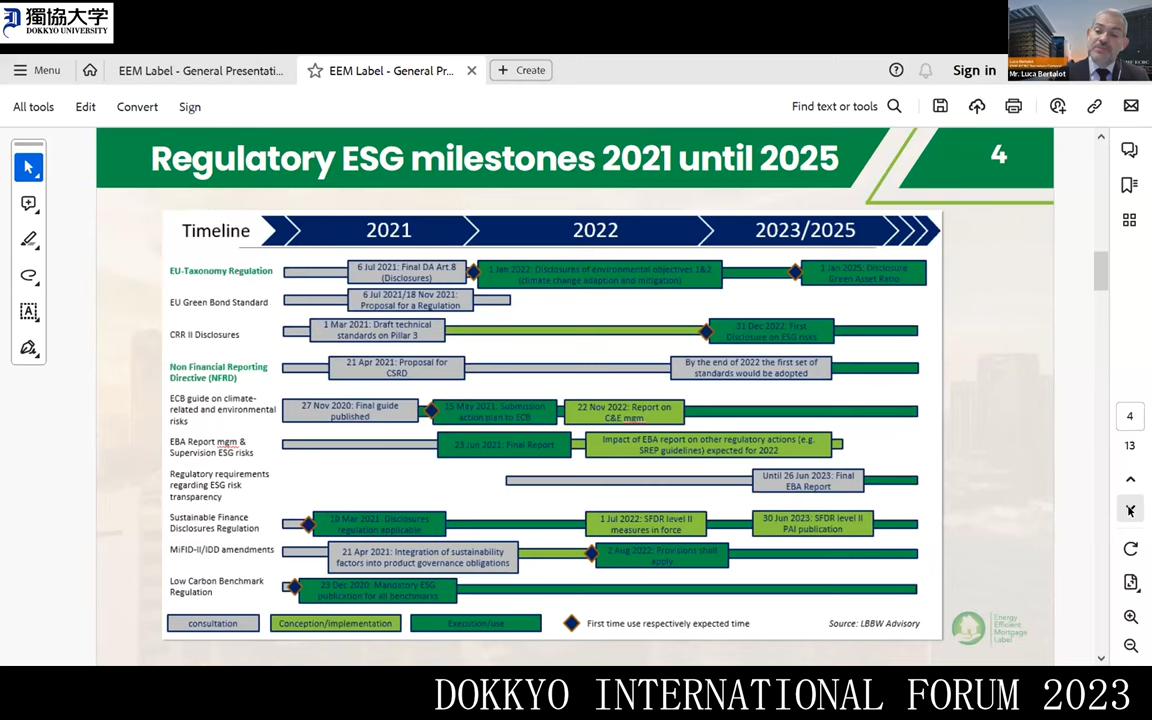 獨協大学
DOKKYO UNIVERSITY
Menu
EEM Label - General Presentati...
EEM Label - General Pr...
Create
Sign in
Mr. Luca Bertalot
All tools
Edit
Convert
Sign
Find text or tools
Regulatory ESG milestones 2021 until 2025
4
Timeline
2021
2022
2023/2025
EU-Taxonomy Regulation
6 Jul 2021: Final DA Art.8
(Disclosures)
1 Jan 2022: Disclosures of environmental objectives 1&2
(climate change adaption and mitigation)
1 Jan 2025: Disclosure
Green Asset Ratio
EU Green Bond Standard
6 Jul 2021/18 Nov 2021:
Proposal for a Regulation
CRR II Disclosures
1 Mar 2021: Draft technical
standards on Pillar 3
31 Dec 2022: First
Disclosure on ESG risks
Non Financial Reporting
Directive (NFRD)
21 Apr 2021: Proposal for
CSRD
By the end of 2022 the first set of
standards would be adopted
ECB guide on climate-
related and environmental
risks
27 Nov 2020: Final guide
published
15 May 2021: Submission
action plan to ECB
22 Nov 2022: Report on
C&E mgm
EBA Report mgm &
Supervision ESG risks
23 Jun 2021: Final Report
Impact of EBA report on other regulatory actions (e.g.
SREP guidelines) expected for 2022
Regulatory requirements
regarding ESG risk
transparency
Until 26 Jun 2023: Final
EBA Report
Sustainable Finance
Disclosures Regulation
10 Mar 2021: Disclosures
regulation applicable
1 Jul 2022: SFDR level II
measures in force
30 Jun 2023: SFDR level II
PAI publication
MiFID-II/IDD amendments
21 Apr 2021: Integration of sustainability
factors into product governance obligations
2 Aug 2022: Provisions shall
apply
Low Carbon Benchmark
Regulation
23 Dec 2020: Mandatory ESG
publication for all benchmarks
consultation
Conception/implementation
Execution/use
First time use respectively expected time
Source: LBBW Advisory
Energy
Efficient
Mortgage
Label
4
13
DOKKYO INTERNATIONAL FORUM 2023